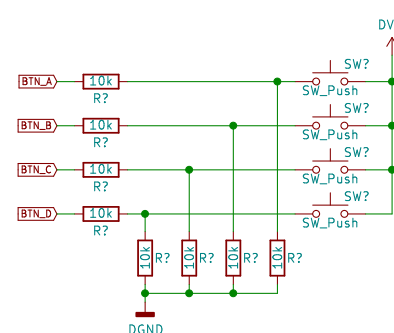 DV
SW?
BTN_A 10k SW_Push
R?
SW?
BTN_B 10k SW_Push
R?
SW?
BTN_C 10k SW_Push
R?
SW?
BTN_D 10k SW_Push
R?
10k R? 10k R? 10k R? 10k R?
DGND